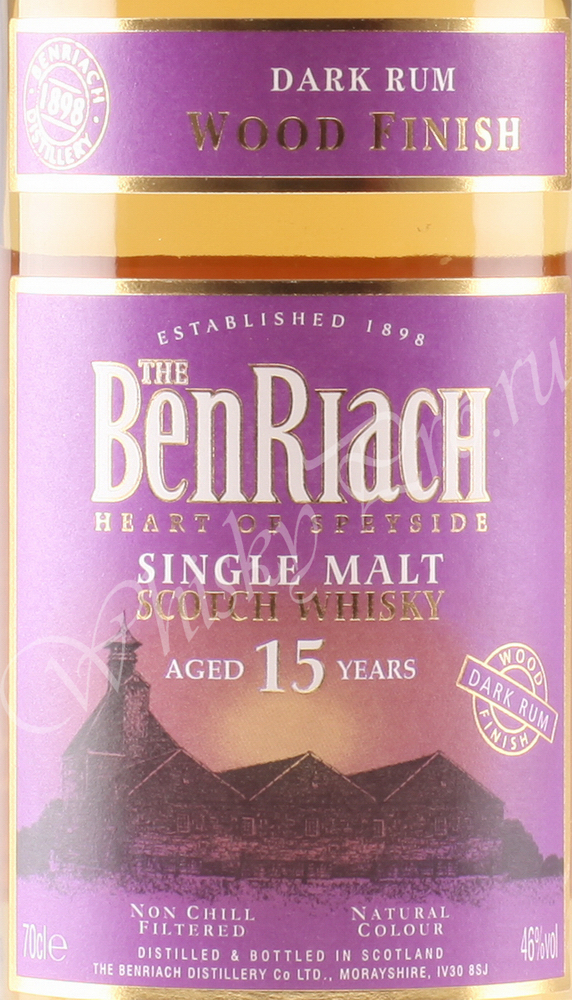 BENRIACH
1898
DISTILLERY
DARK RUM
WOOD FINISH
ESTABLISHED 1898
THE
BENRIACH
HEART OF SPEYSIDE
SINGLE MALT
SCOTCH WHISKY
AGED 15 YEARS
WOOD
DARK RUM
FINISH
NON CHILL
FILTERED
NATURAL
COLOUR
70cl e
46%vol
DISTILLED & BOTTLED IN SCOTLAND
THE BENRIACH DISTILLERY Co LTD., MORAYSHIRE, IV30 8SJ